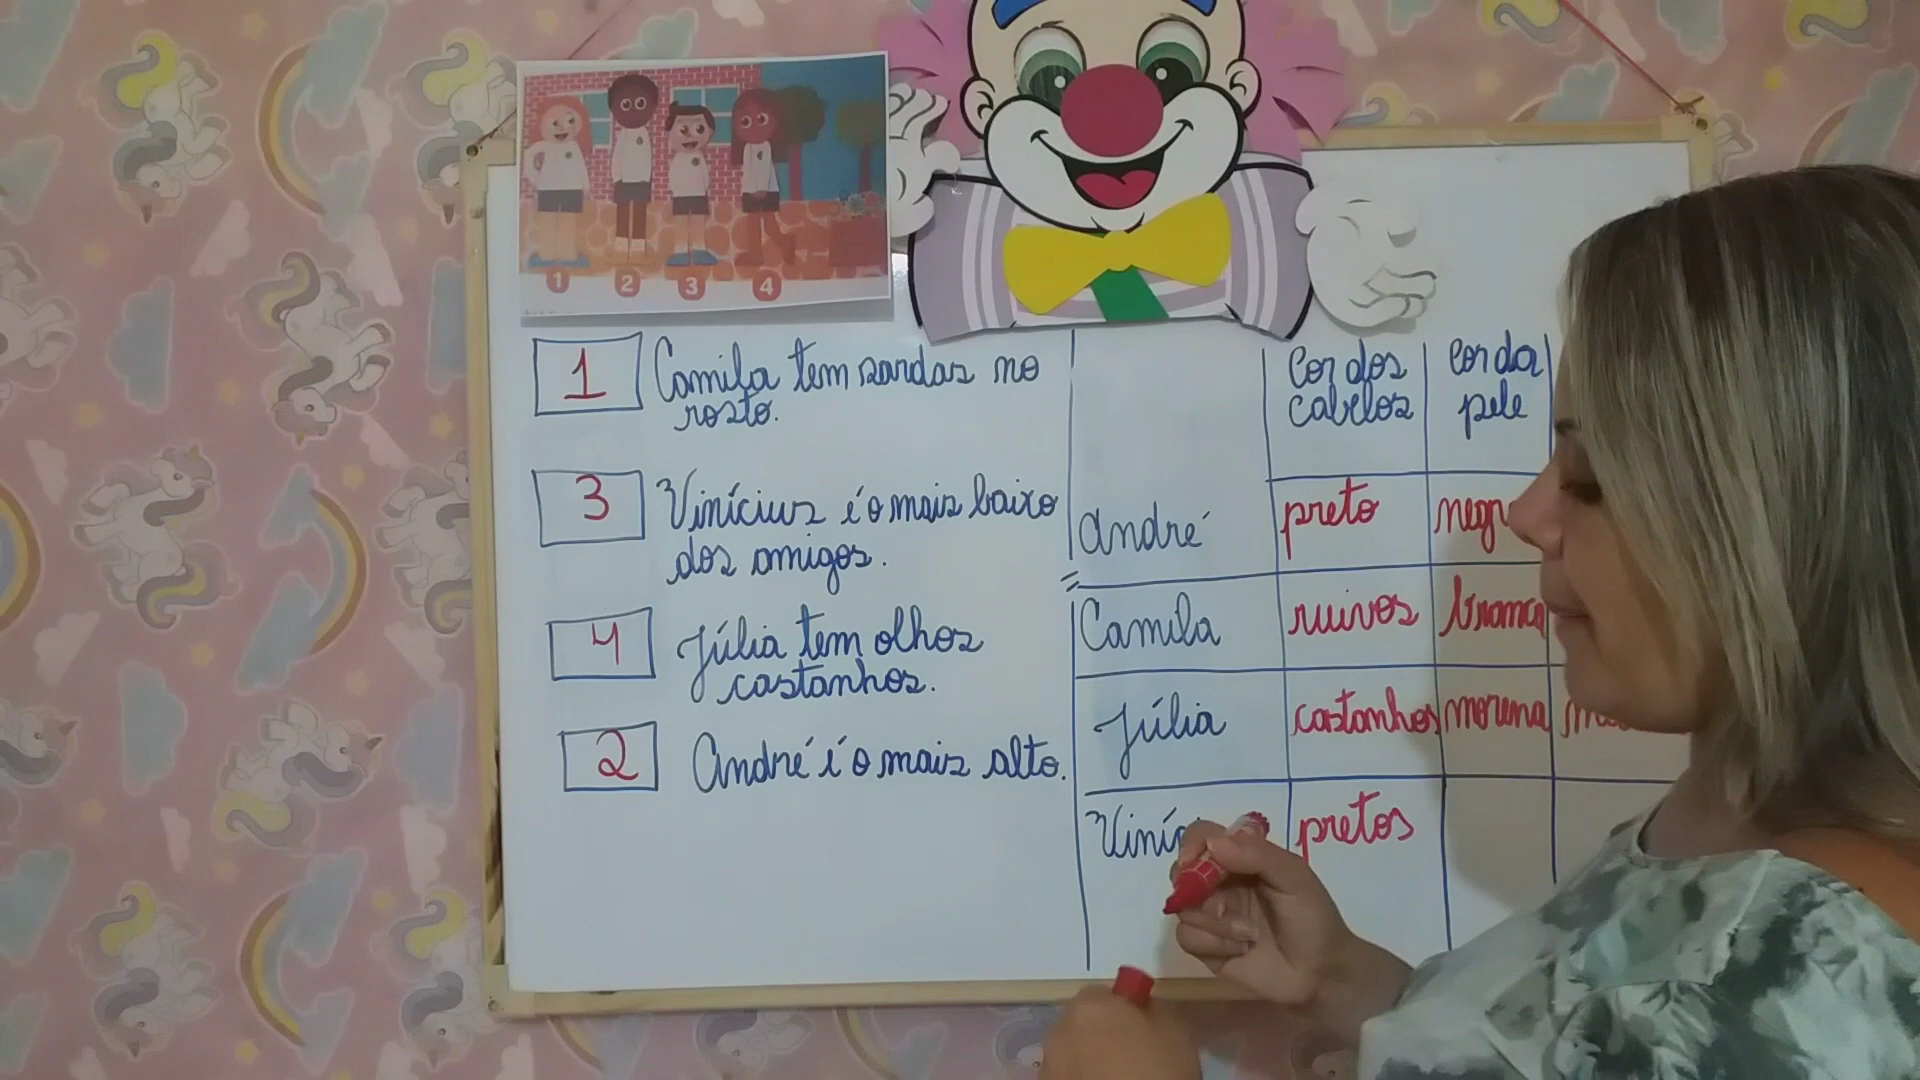 1 2 3 4
1 Camila tem sardas no
rosto.
3 Vinícius é o mais baixo
dos amigos.
4 Júlia tem olhos
castanhos.
2 André é o mais alto.
cor dos
cabelos
cor da
pele
André preto
Camila ruivos branca
Júlia castanhos morena
pretos